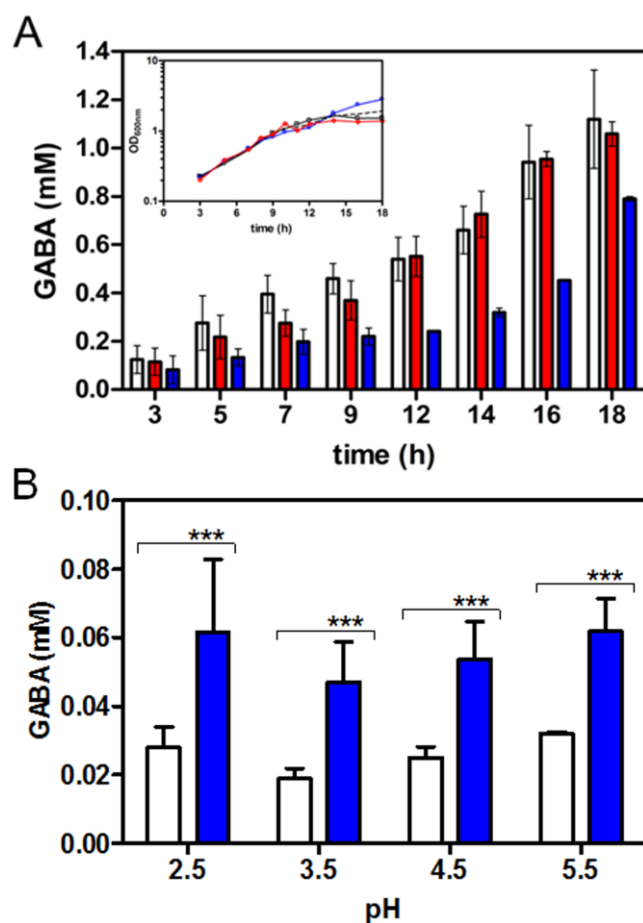 A
1.4
1.2
1.0
0.8
0.6
0.4
0.2
0.0
GABA (mM)
10
1
0.1
OD600nm
0 3 6 9 12 15 18
time (h)
3 5 7 9 12 14 16 18
time (h)
B
0.10
0.08
0.06
0.04
0.02
0.00
GABA (mM)
*** *** *** ***
2.5 3.5 4.5 5.5
pH